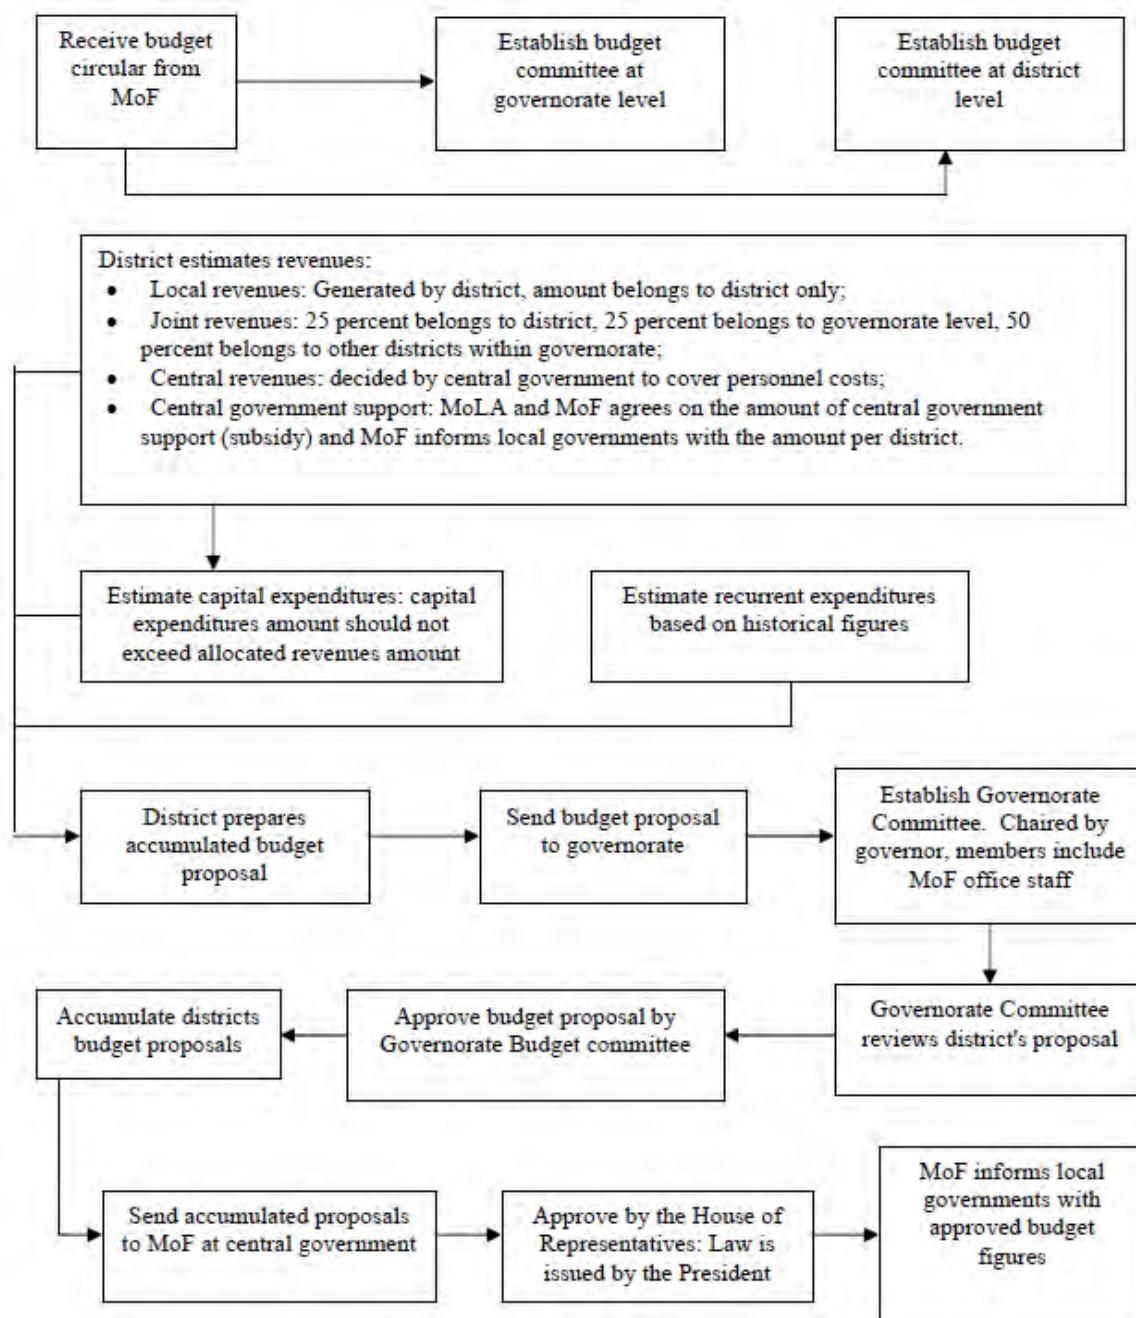 Receive budget
circular from
MoF
Establish budget
committee at
governorate level
Establish budget
committee at district
level
District estimates revenues:
• Local revenues: Generated by district, amount belongs to district only;
• Joint revenues: 25 percent belongs to district, 25 percent belongs to governorate level, 50
percent belongs to other districts within governorate;
• Central revenues: decided by central government to cover personnel costs;
• Central government support: MoLA and MoF agrees on the amount of central government
support (subsidy) and MoF informs local governments with the amount per district.
Estimate capital expenditures: capital
expenditures amount should not
exceed allocated revenues amount
Estimate recurrent expenditures
based on historical figures
District prepares
accumulated budget
proposal
Send budget proposal
to governorate
Establish Governorate
Committee. Chaired by
governor, members include
MoF office staff
Governorate Committee
reviews district's proposal
Approve budget proposal by
Governorate Budget committee
Accumulate districts
budget proposals
Send accumulated proposals
to MoF at central government
Approve by the House of
Representatives: Law is
issued by the President
MoF informs local
governments with
approved budget
figures